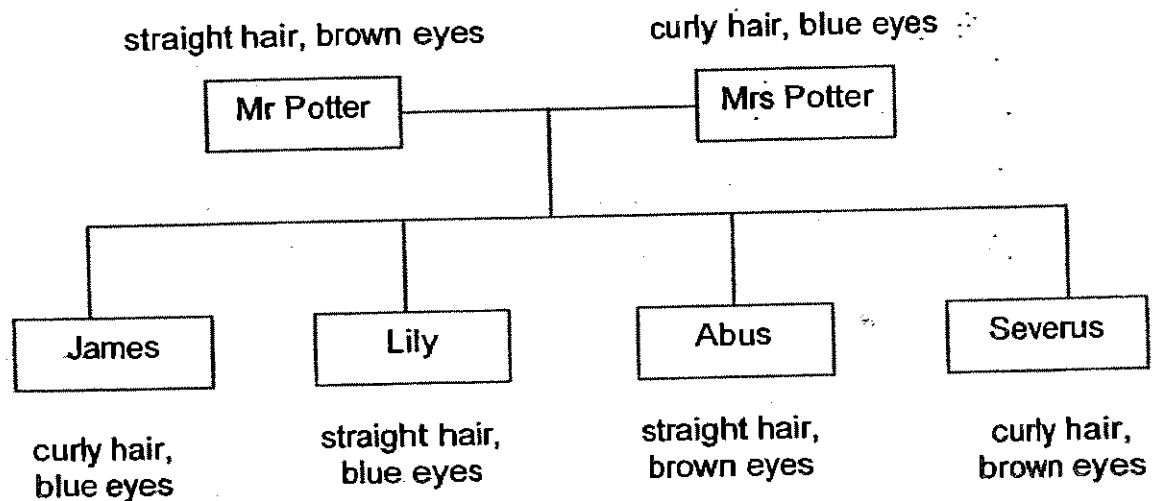 straight hair, brown eyes
curly hair, blue eyes
Mr Potter
Mrs Potter
James
Lily
Abus
Severus
curly hair,
blue eyes
straight hair,
blue eyes
straight hair,
brown eyes
curly hair,
brown eyes